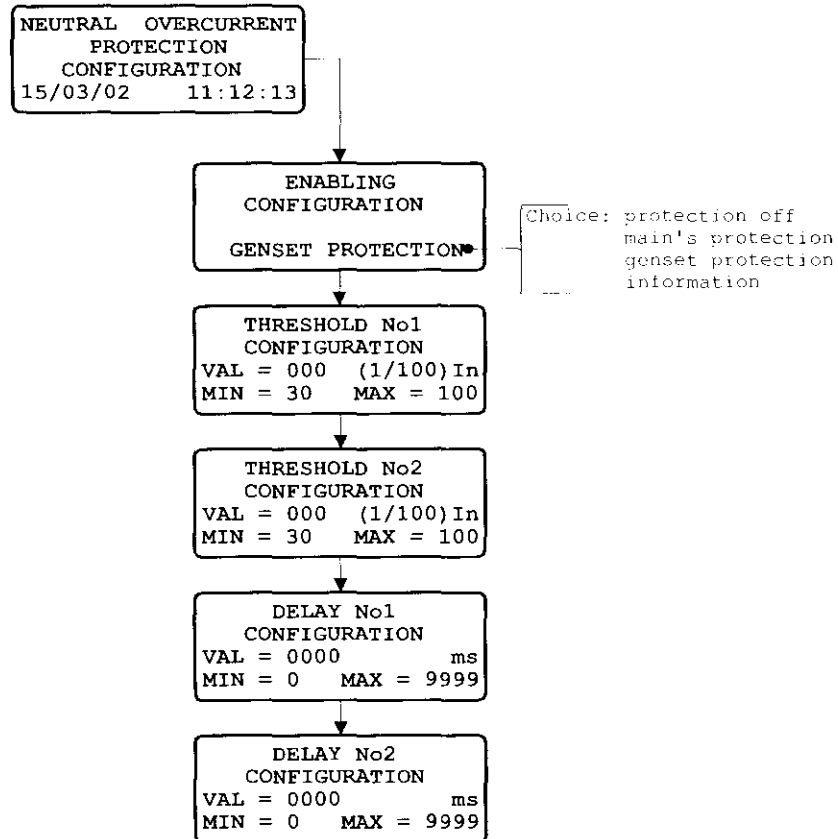 NEUTRAL OVERCURRENT
PROTECTION
CONFIGURATION
15/03/02 11:12:13
ENABLING
CONFIGURATION
GENSET PROTECTION
Choice: protection off
main's protection
genset protection
information
THRESHOLD No1
CONFIGURATION
VAL = 000 (1/100)In
MIN = 30 MAX = 100
THRESHOLD No2
CONFIGURATION
VAL = 000 (1/100)In
MIN = 30 MAX = 100
DELAY No1
CONFIGURATION
VAL = 0000 ms
MIN = 0 MAX = 9999
DELAY No2
CONFIGURATION
VAL = 0000 ms
MIN = 0 MAX = 9999